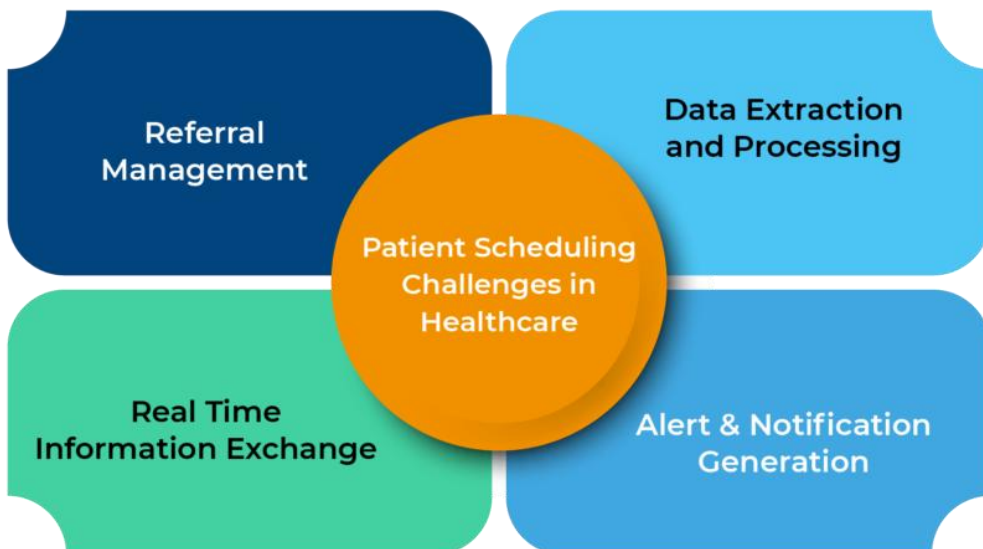 Referral
Management
Data Extraction
and Processing
Patient Scheduling
Challenges in
Healthcare
Real Time
Information Exchange
Alert & Notification
Generation